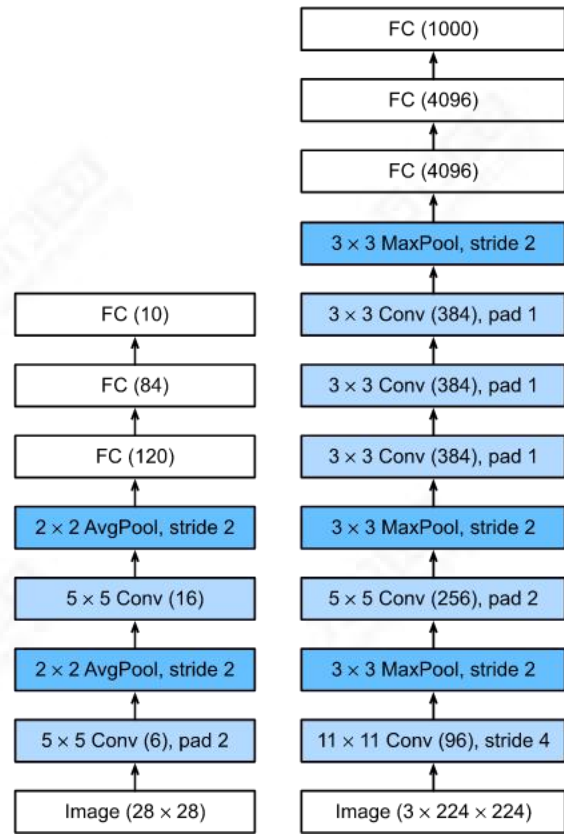 FC (1000)
FC (4096)
FC (4096)
3 × 3 MaxPool, stride 2
3 × 3 Conv (384), pad 1
3 × 3 Conv (384), pad 1
3 × 3 Conv (384), pad 1
3 × 3 MaxPool, stride 2
5 × 5 Conv (256), pad 2
3 × 3 MaxPool, stride 2
11 × 11 Conv (96), stride 4
Image (3 × 224 × 224)
FC (10)
FC (84)
FC (120)
2 × 2 AvgPool, stride 2
5 × 5 Conv (16)
2 × 2 AvgPool, stride 2
5 × 5 Conv (6), pad 2
Image (28 × 28)